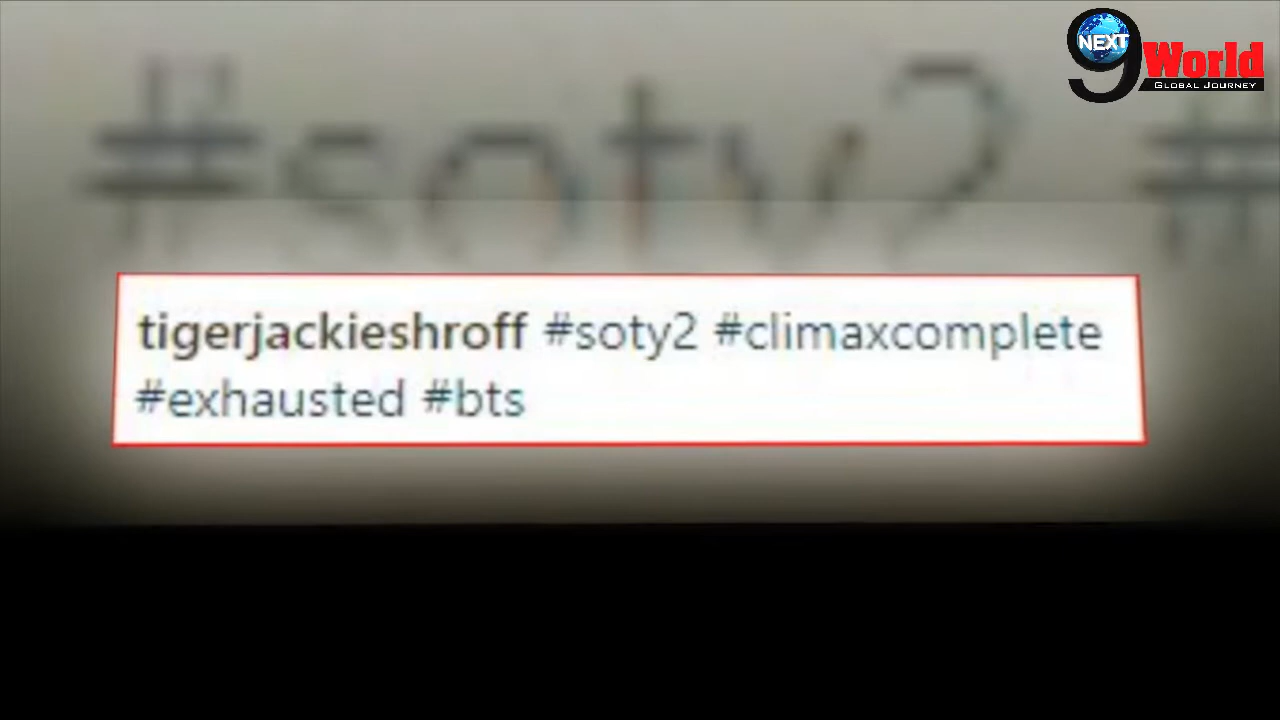 NEXT
9
World
GLOBAL JOURNEY
#soty2 #
tigerjackieshroff #soty2 #climaxcomplete
#exhausted #bts